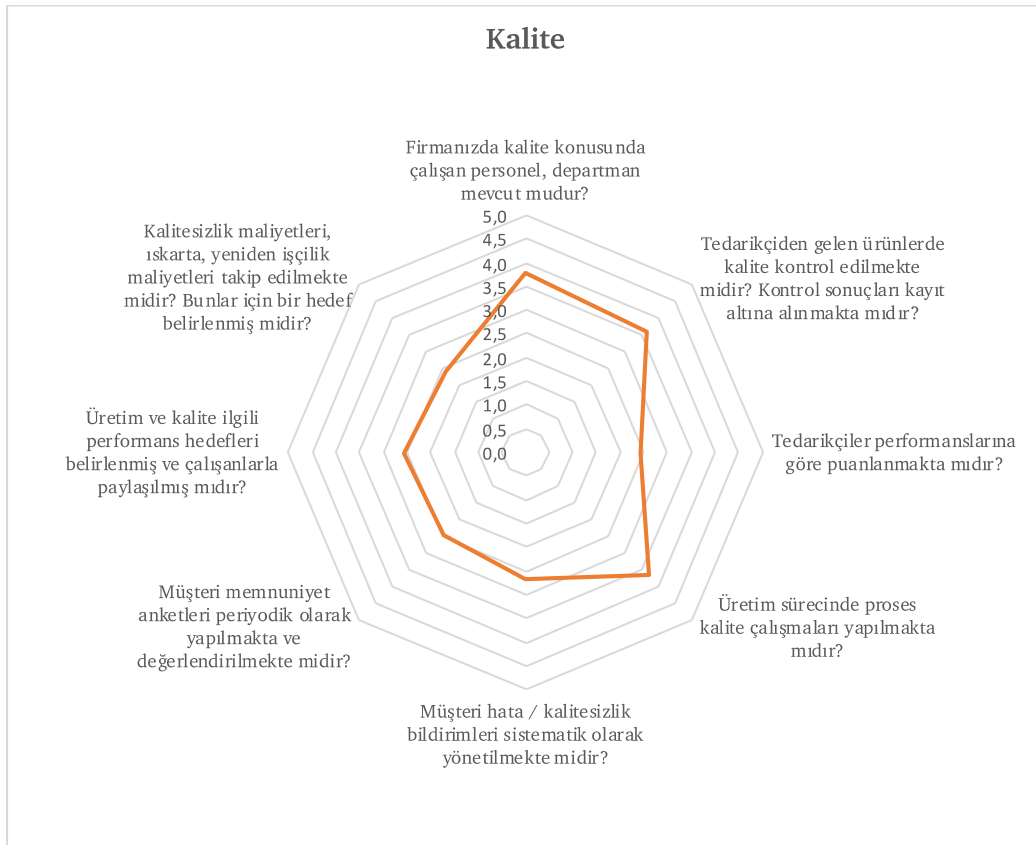 Kalite
Firmanızda kalite konusunda
çalışan personel, departman
mevcut mudur?
Tedarikçiden gelen ürünlerde
kalite kontrol edilmekte
midir? Kontrol sonuçları kayıt
altına alınmakta mıdır?
Tedarikçiler performanslarına
göre puanlanmakta mıdır?
Üretim sürecinde proses
kalite çalışmaları yapılmakta
mıdır?
Müşteri hata / kalitesizlik
bildirimleri sistematik olarak
yönetilmekte midir?
Müşteri memnuniyet
anketleri periyodik olarak
yapılmakta ve
değerlendirilmekte midir?
Üretim ve kalite ilgili
performans hedefleri
belirlenmiş ve çalışanlarla
paylaşılmış mıdır?
Kalitesizlik maliyetleri,
ıskarta, yeniden işçilik
maliyetleri takip edilmekte
midir? Bunlar için bir hedef
belirlenmiş midir?
5,0
4,5
4,0
3,5
3,0
2,5
2,0
1,5
1,0
0,5
0,0